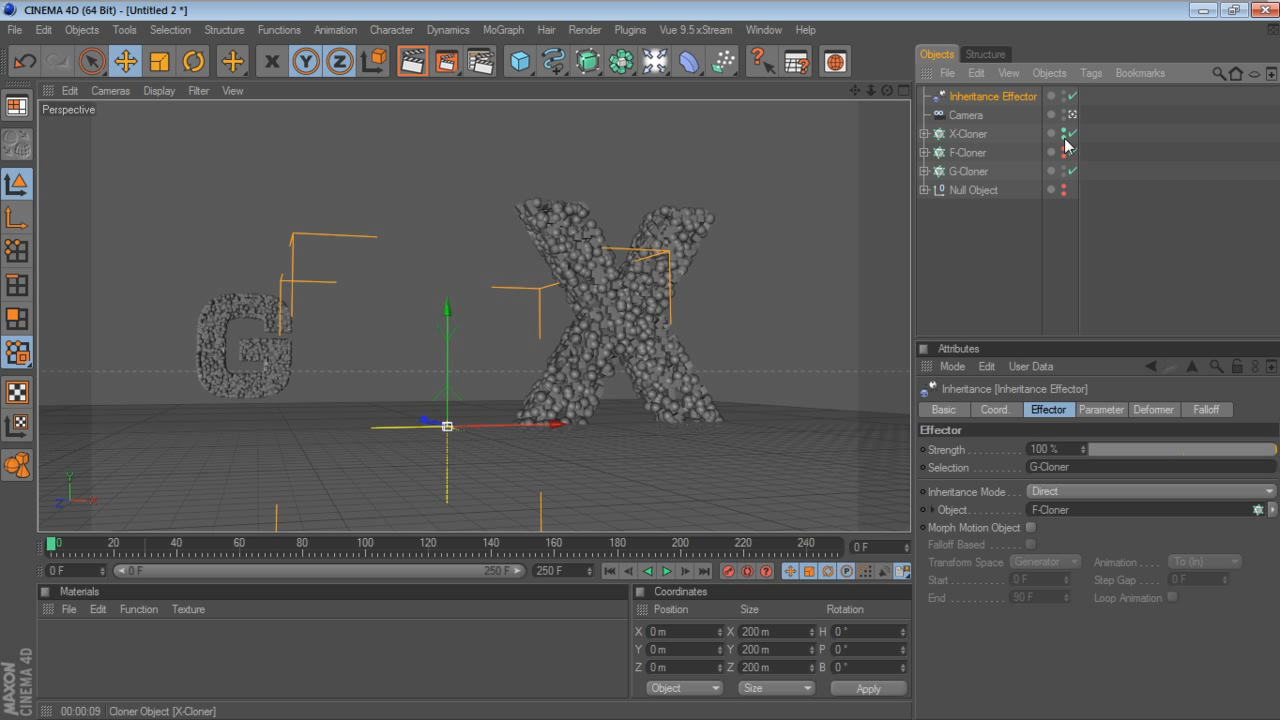 CINEMA 4D (64 Bit) - [Untitled 2 *]
File Edit Objects Tools Selection Structure Functions Animation Character Dynamics MoGraph Hair Render Plugins Vue 9.5 xStream Window Help
Objects Structure
File Edit View Objects Tags Bookmarks
Edit Cameras Display Filter View
Perspective
Inheritance Effector
Camera
X-Cloner
F-Cloner
G-Cloner
Null Object
Attributes
Mode Edit User Data
Inheritance [Inheritance Effector]
Basic Coord. Effector Parameter Deformer Falloff
Effector
Strength . . . . . . . 100 %
Selection . . . . . . . G-Cloner
Inheritance Mode . . . Direct
Object. . . . . . . . . F-Cloner
Morph Motion Object
Falloff Based . . . . . .
Transform Space Generator Animation . . . . To (In)
Start . . . . . . . . . . . 0 F Step Gap . . . . 0 F
End . . . . . . . . . . . . 90 F Loop Animation
G X
Y X Z
0 20 40 60 80 100 120 140 160 180 200 220 240 0 F
0 F 0 F 250 F 250 F
Materials
File Edit Function Texture
Coordinates
Position Size Rotation
X 0 m X 200 m H 0 °
Y 0 m Y 200 m P 0 °
Z 0 m Z 200 m B 0 °
Object Size Apply
MAXON CINEMA 4D
00:00:09 Cloner Object [X-Cloner]